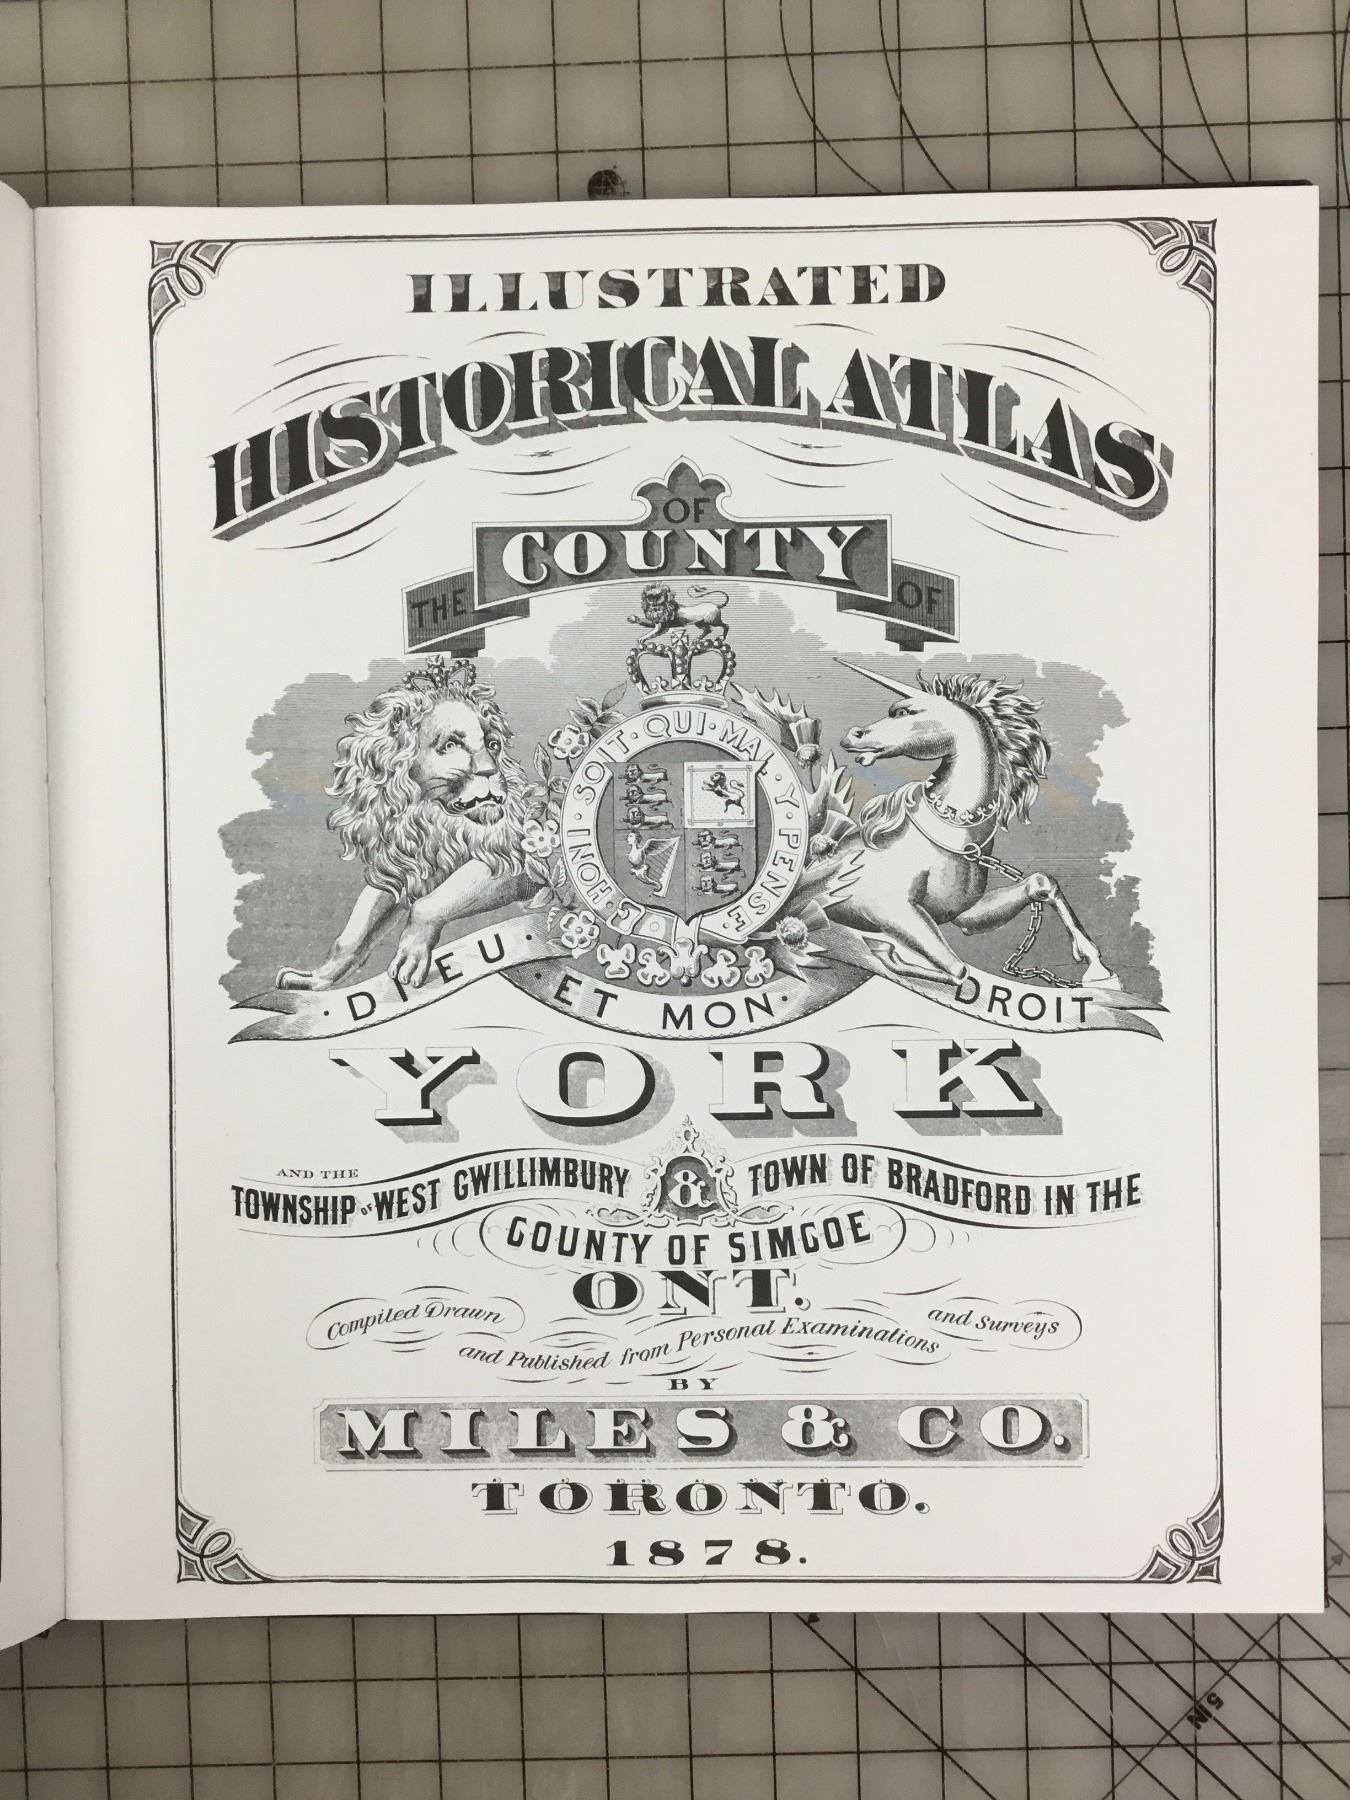 ILLUSTRATED
HISTORICAL ATLAS
OF
THE COUNTY OF
HONI · SOIT · QUI · MAL · Y · PENSE
· DIEU · ET MON · DROIT
YORK
AND THE
TOWNSHIP OF WEST GWILLIMBURY & TOWN OF BRADFORD IN THE
COUNTY OF SIMCOE
ONT.
Compiled Drawn
and Published from Personal Examinations
and Surveys
BY
MILES & CO.
TORONTO.
1878.
5 IN